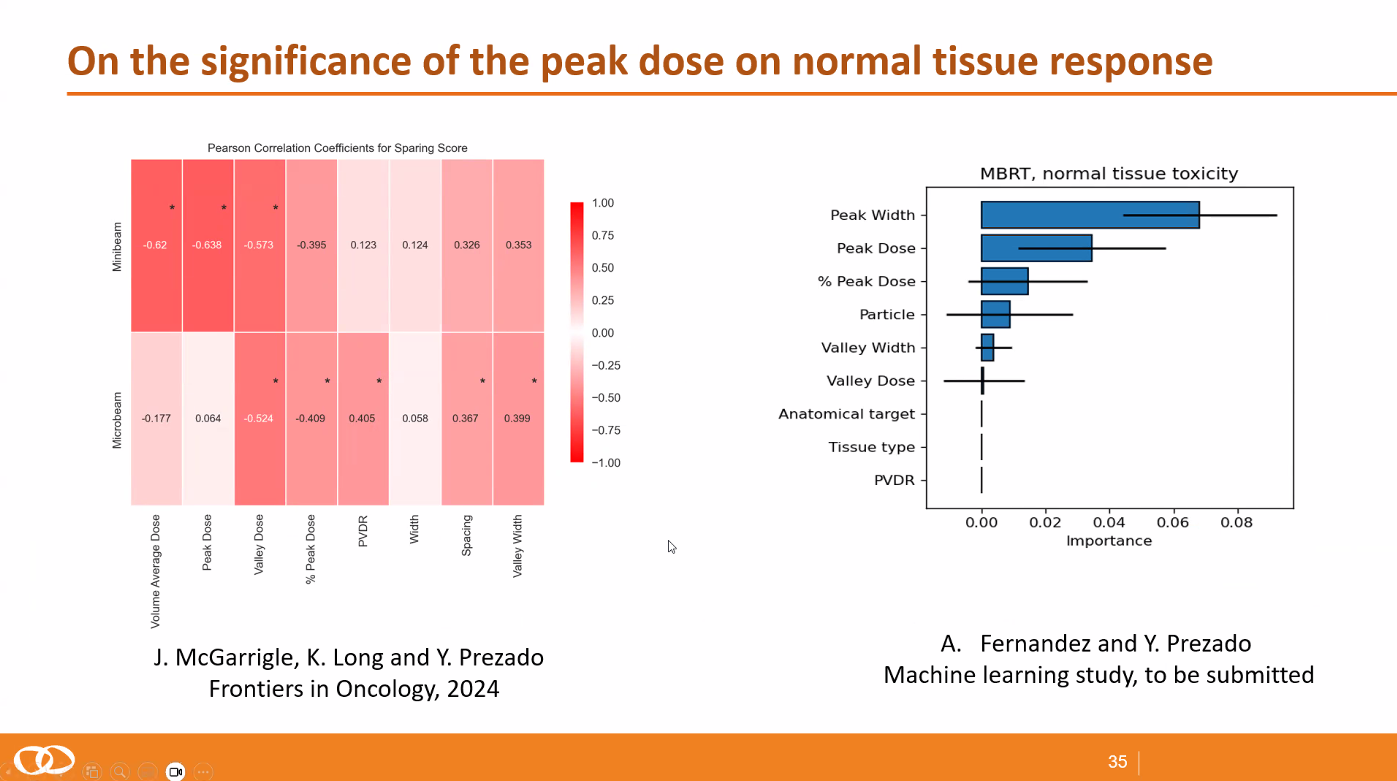 On the significance of the peak dose on normal tissue response
Pearson Correlation Coefficients for Sparing Score
Minibeam
* * *
-0.62 -0.638 -0.573 -0.395 0.123 0.124 0.326 0.353
Microbeam
* * * * *
-0.177 0.064 -0.524 -0.409 0.405 0.058 0.367 0.399
Volume Average Dose
Peak Dose
Valley Dose
% Peak Dose
PVDR
Width
Spacing
Valley Width
1.00
0.75
0.50
0.25
0.00
−0.25
−0.50
−0.75
−1.00
J. McGarrigle, K. Long and Y. Prezado
Frontiers in Oncology, 2024
MBRT, normal tissue toxicity
Peak Width
Peak Dose
% Peak Dose
Particle
Valley Width
Valley Dose
Anatomical target
Tissue type
PVDR
0.00 0.02 0.04 0.06 0.08
Importance
A. Fernandez and Y. Prezado
Machine learning study, to be submitted
35